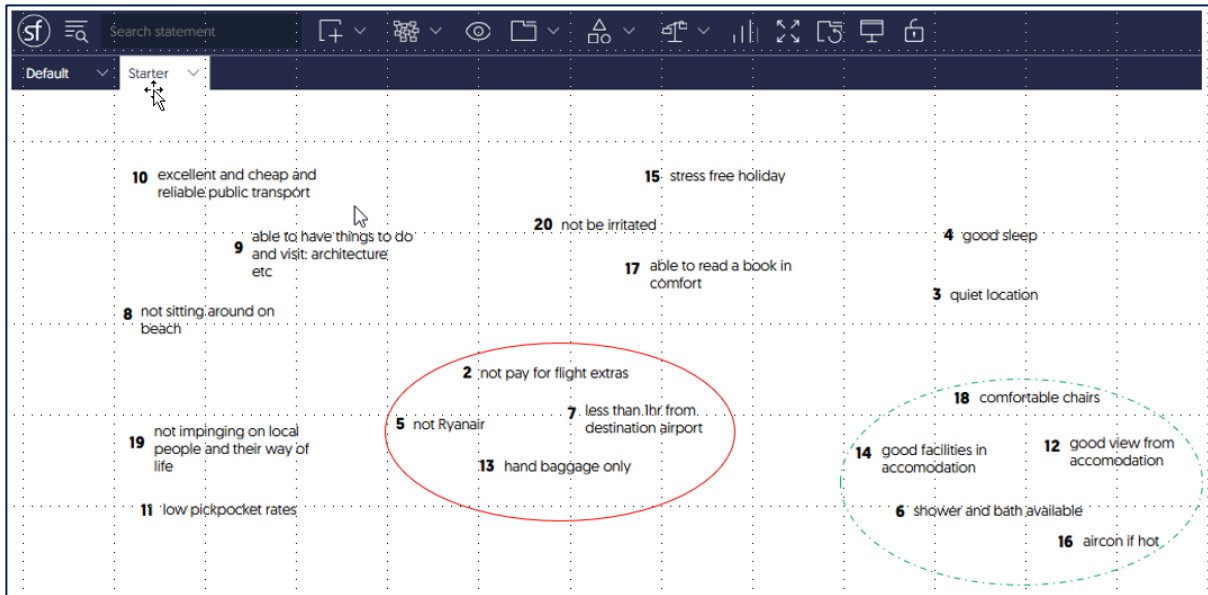 sf Search statement
Default Starter
10 excellent and cheap and
reliable public transport
15 stress free holiday
20 not be irritated
9 able to have things to do
and visit: architecture
etc
4 good sleep
17 able to read a book in
comfort
3 quiet location
8 not sitting around on
beach
2 not pay for flight extras
18 comfortable chairs
5 not Ryanair
7 less than 1hr from
destination airport
19 not impinging on local
people and their way of
life
14 good facilities in
accomodation
12 good view from
accomodation
13 hand baggage only
11 low pickpocket rates
6 shower and bath available
16 aircon if hot